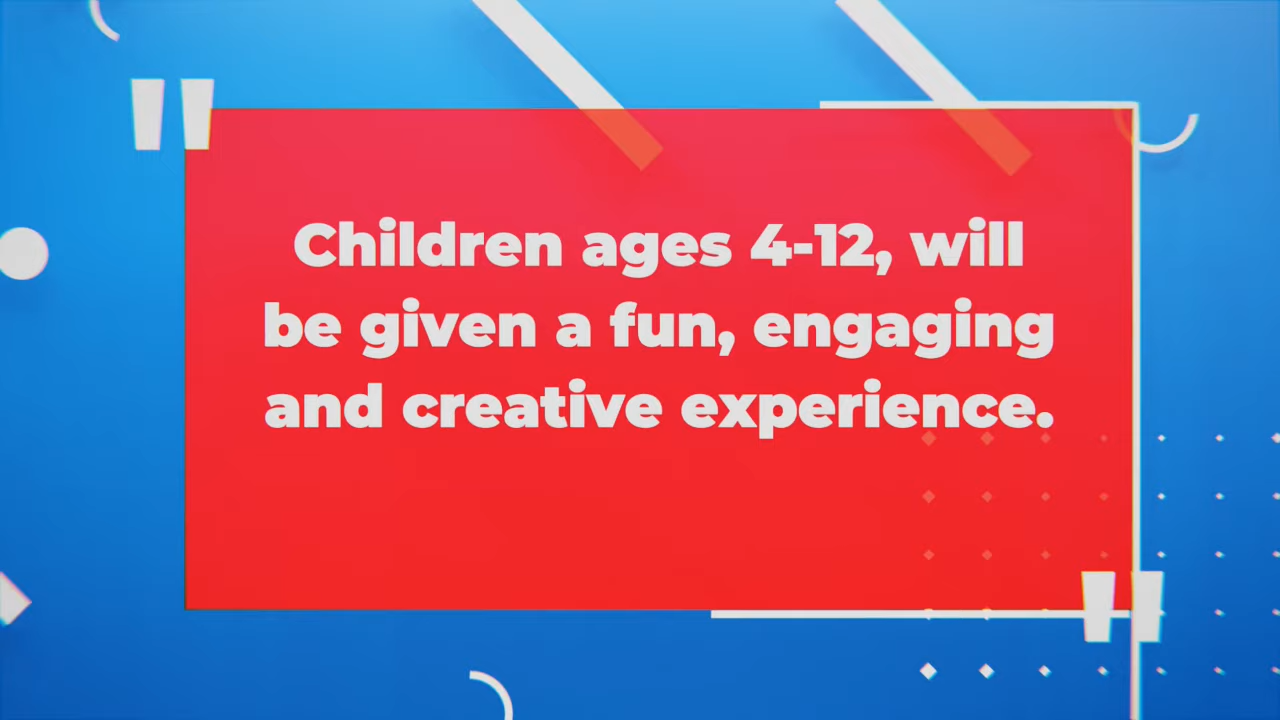 "
Children ages 4-12, will
be given a fun, engaging
and creative experience.
"